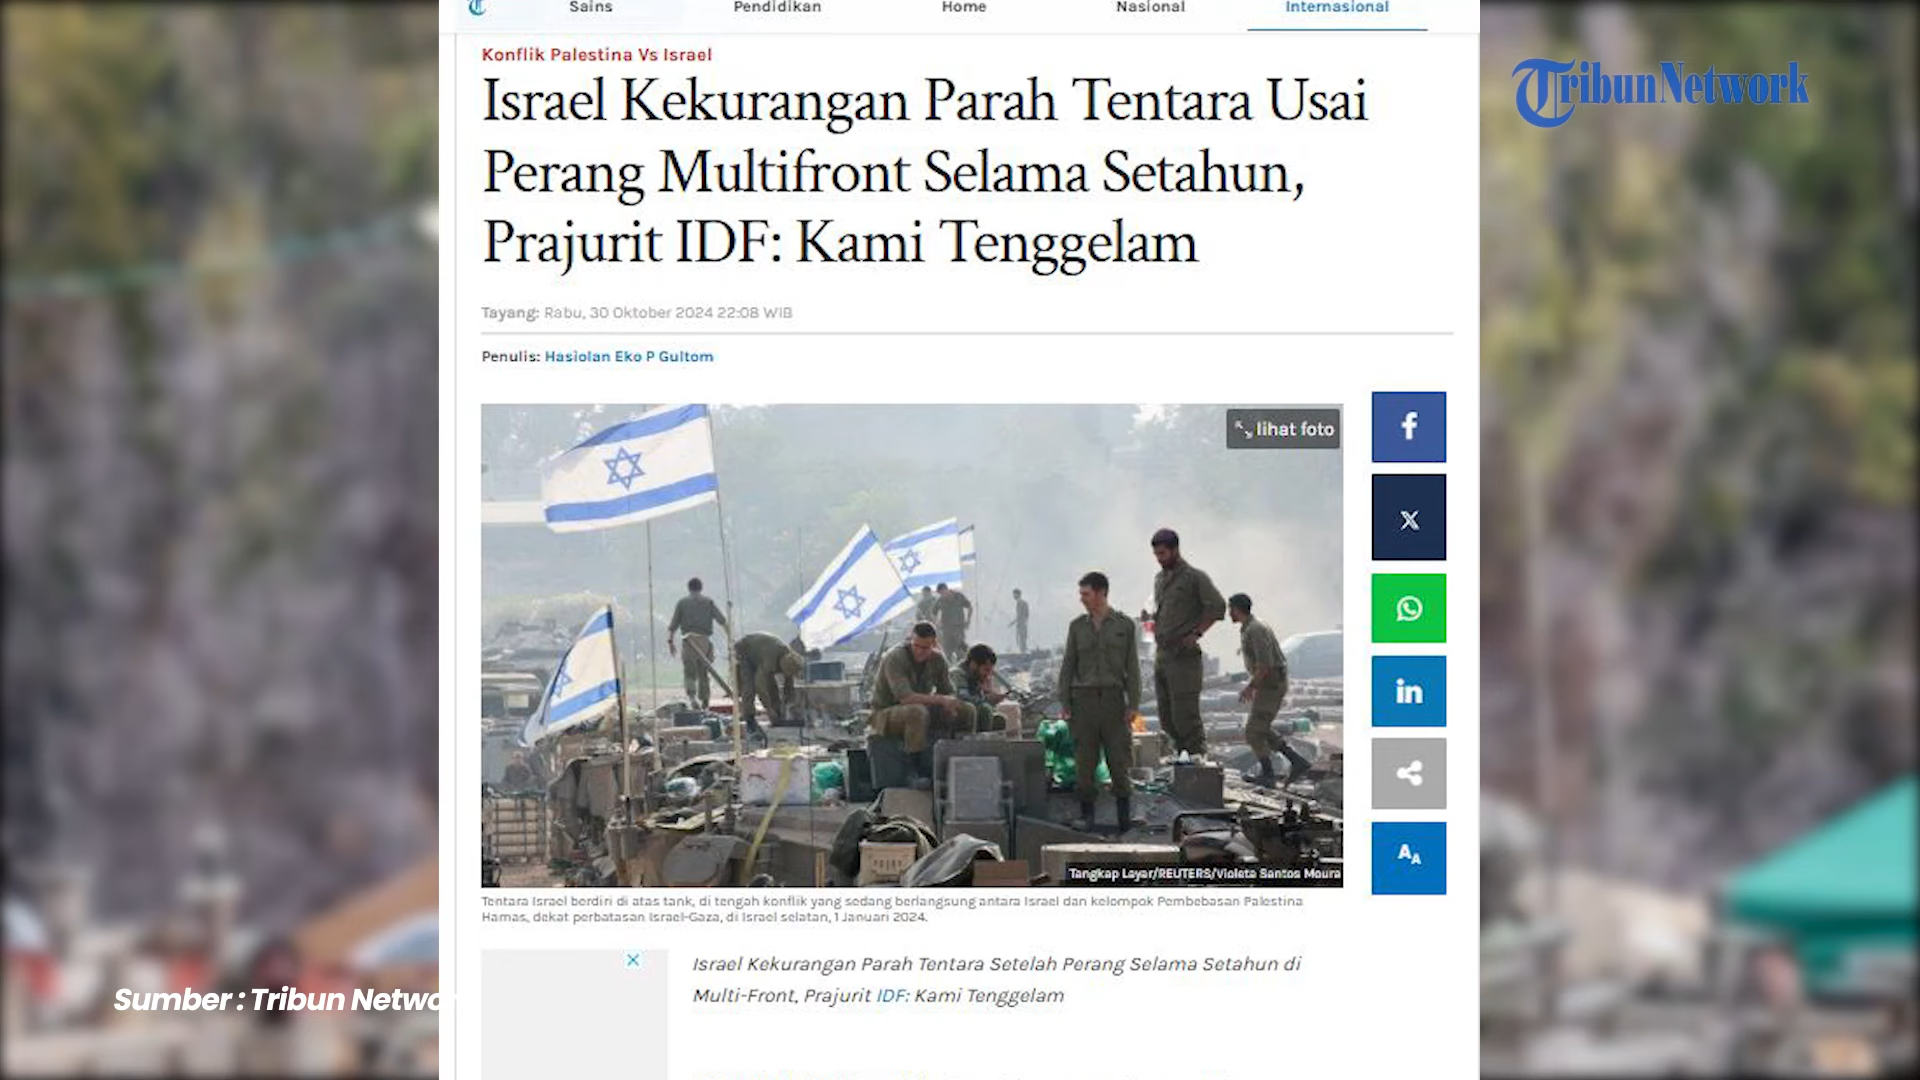 Sains Pendidikan Home Nasional Internasional
TribunNetwork
Konflik Palestina Vs Israel
Israel Kekurangan Parah Tentara Usai
Perang Multifront Selama Setahun,
Prajurit IDF: Kami Tenggelam
Tayang: Rabu, 30 Oktober 2024 22:08 WIB
Penulis: Hasiolan Eko P Gultom
lihat foto
Tangkap Layar/REUTERS/Violeta Santos Moura
Tentara Israel berdiri di atas tank, di tengah konflik yang sedang berlangsung antara Israel dan kelompok Pembebasan Palestina
Hamas, dekat perbatasan Israel-Gaza, di Israel selatan, 1 Januari 2024.
Israel Kekurangan Parah Tentara Setelah Perang Selama Setahun di
Multi-Front, Prajurit IDF: Kami Tenggelam
Sumber : Tribun